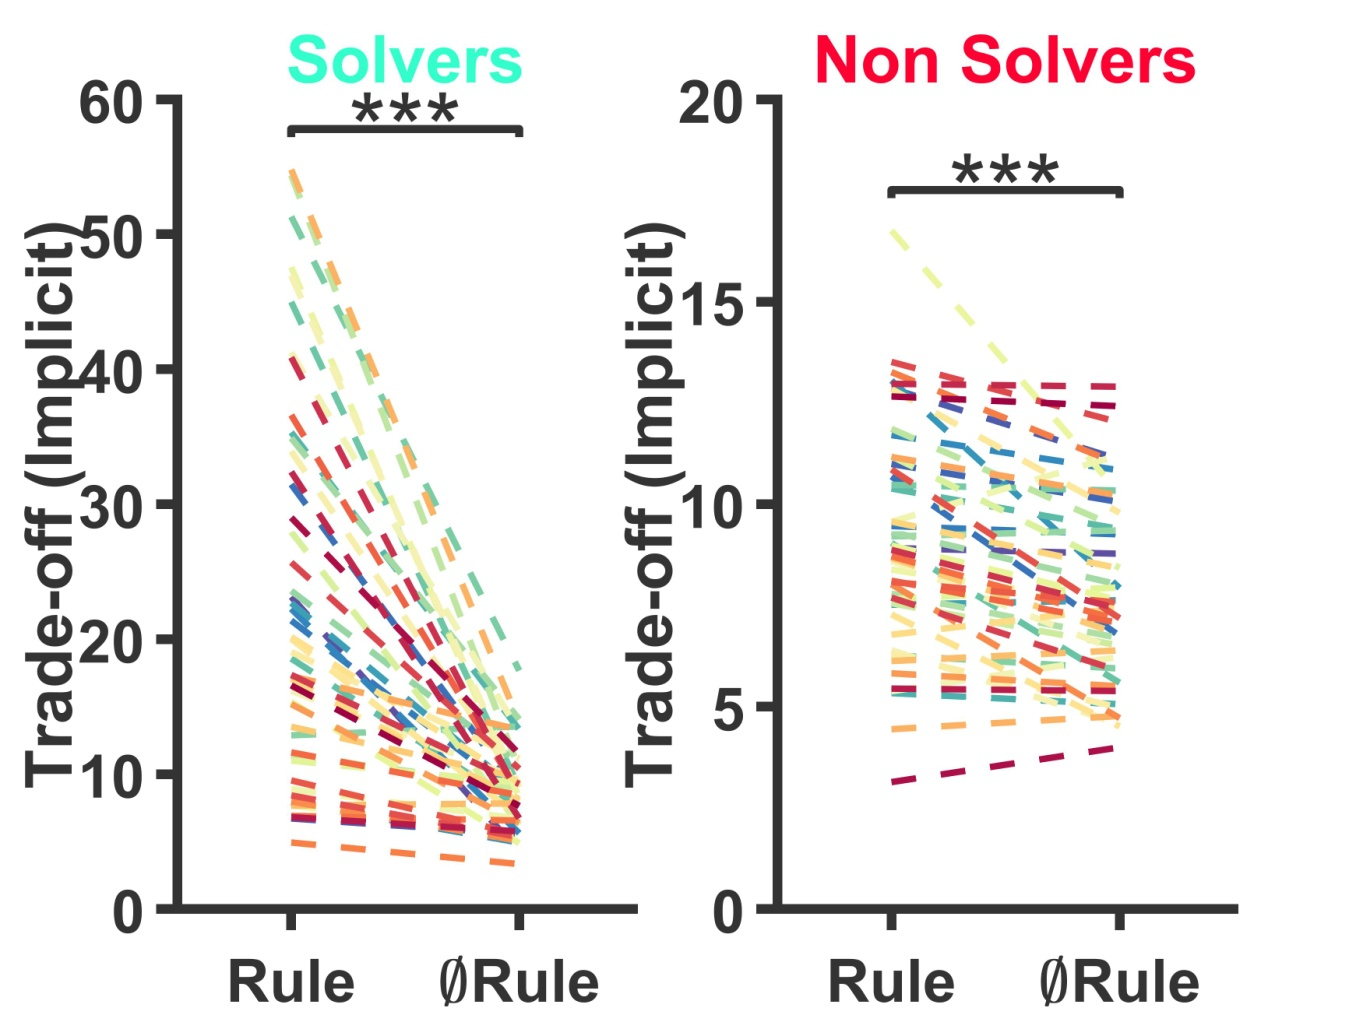 Solvers
***
Trade-off (Implicit)
60
50
40
30
20
10
0
Rule
∅Rule
Non Solvers
***
Trade-off (Implicit)
20
15
10
5
0
Rule
∅Rule